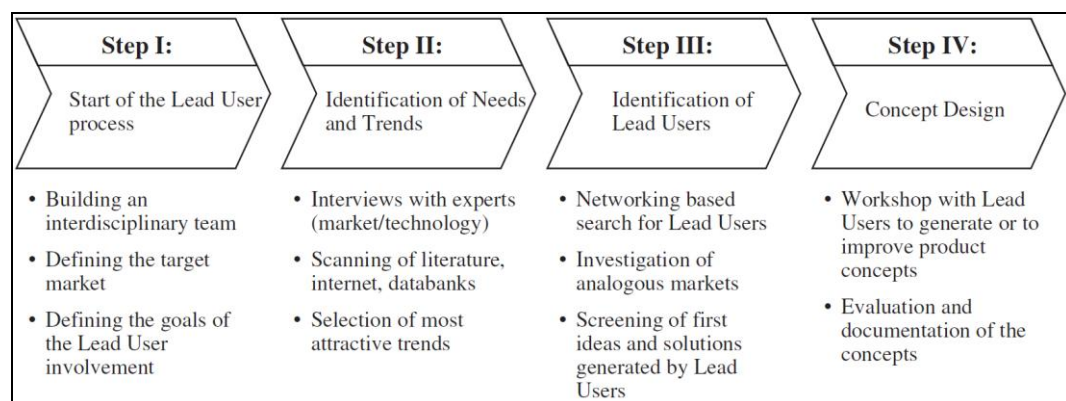 Step I:
Start of the Lead User
process
• Building an
interdisciplinary team
• Defining the target
market
• Defining the goals of
the Lead User
involvement
Step II:
Identification of Needs
and Trends
• Interviews with experts
(market/technology)
• Scanning of literature,
internet, databanks
• Selection of most
attractive trends
Step III:
Identification of
Lead Users
• Networking based
search for Lead Users
• Investigation of
analogous markets
• Screening of first
ideas and solutions
generated by Lead
Users
Step IV:
Concept Design
• Workshop with Lead
Users to generate or to
improve product
concepts
• Evaluation and
documentation of the
concepts